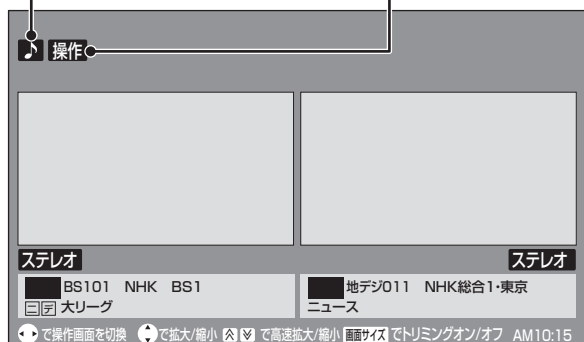 ♪ 操作
ステレオ
ステレオ
BS101 NHK BS1
二デ 大リーグ
地デジ011 NHK総合1・東京
ニュース
で操作画面を切換 で拡大/縮小 で高速拡大/縮小 画面サイズ でトリミングオン/オフ AM10:15